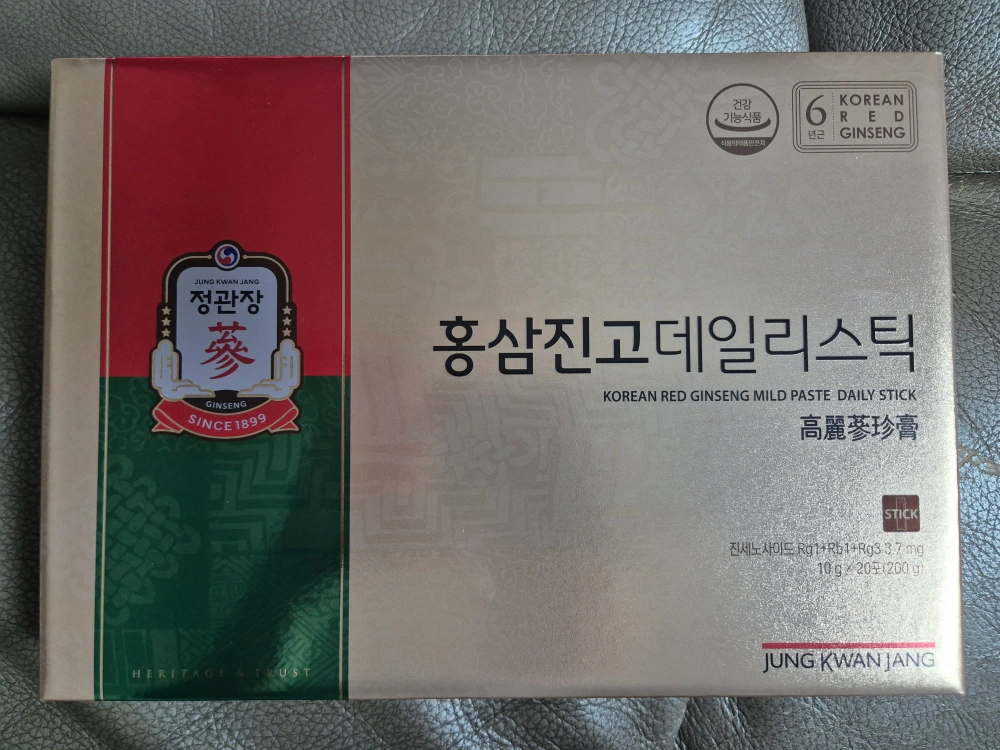 건강
기능식품
식품의약품안전처
6
년근
KOREAN
RED
GINSENG
JUNG KWAN JANG
정관장
蔘
GINSENG
SINCE 1899
홍삼진고데일리스틱
KOREAN RED GINSENG MILD PASTE DAILY STICK
高麗蔘珍膏
STICK
진세노사이드 Rg1+Rb1+Rg3 3.7 mg
10 g × 20포(200 g)
HERITAGE & TRUST
JUNG KWAN JANG